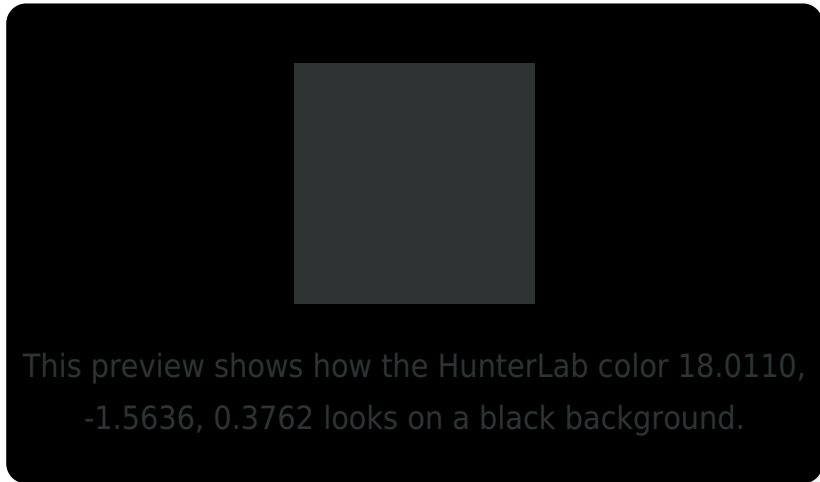 This preview shows how the HunterLab color 18.0110,
-1.5636, 0.3762 looks on a black background.